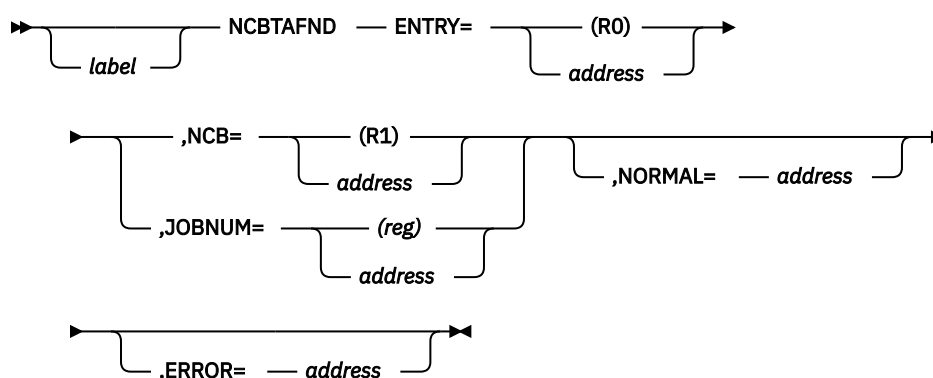 NCBTAFND ENTRY= (R0)
label address
,NCB= (R1)
address ,NORMAL= address
,JOBNUM= (reg)
address
,ERROR= address